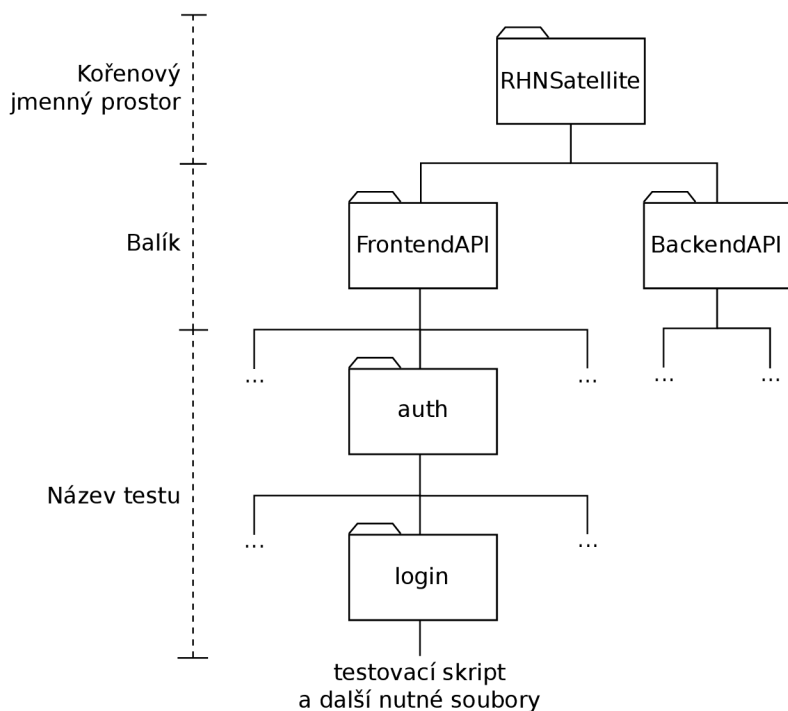 Kořenový
jmenný prostor
RHNSatellite
Balík
FrontendAPI
BackendAPI
...
...
...
...
auth
Název testu
...
...
login
testovací skript
a další nutné soubory